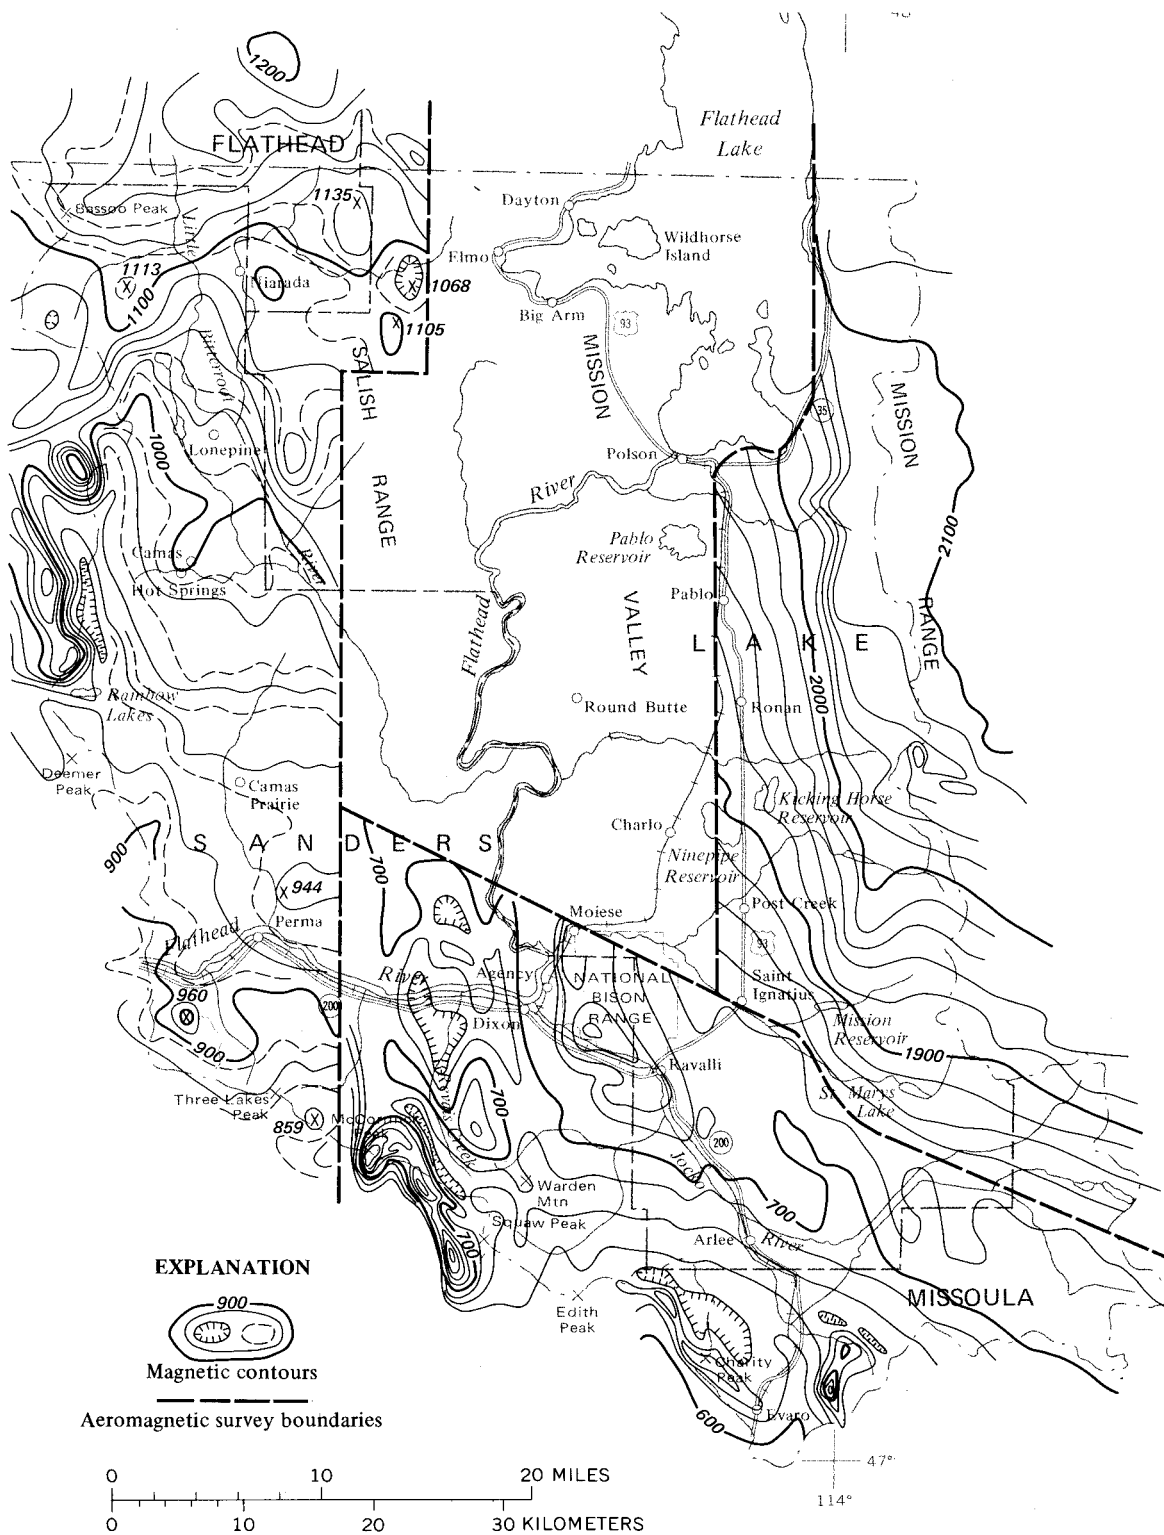 1200
FLATHEAD
Flathead
Lake
1135
Bassoo Peak
Dayton
Wildhorse
Island
Elmo
1113
Niarada
1068
1100
Big Arm
93
1105
Little
Bitterroot
River
SALISH
RANGE
MISSION
VALLEY
MISSION
RANGE
35
1000
Lonepine
Polson
River
2100
Pablo
Reservoir
Camas
Hot Springs
Pablo
Flathead
LAKE
Rainbow
Lakes
Round Butte
Ronan
2000
Deemer
Peak
Camas
Prairie
Kicking Horse
Reservoir
Charlo
SANDERS
900
700
Ninepipe
Reservoir
944
Post Creek
Perma
Moiese
Flathead
River
93
Agency
NATIONAL
BISON
RANGE
Saint
Ignatius
960
200
Dixon
Mission
Reservoir
900
1900
Ravalli
Three Lakes
Peak
700
St. Marys
Lake
859
McCormick
Peak
Creek
200
Jocko
River
Warden
Mtn
700
Squaw Peak
700
Arlee
EXPLANATION
900
Edith
Peak
MISSOULA
Magnetic contours
Charity
Peak
Aeromagnetic survey boundaries
600
Evaro
47°
0 10 20 MILES
114°
0 10 20 30 KILOMETERS